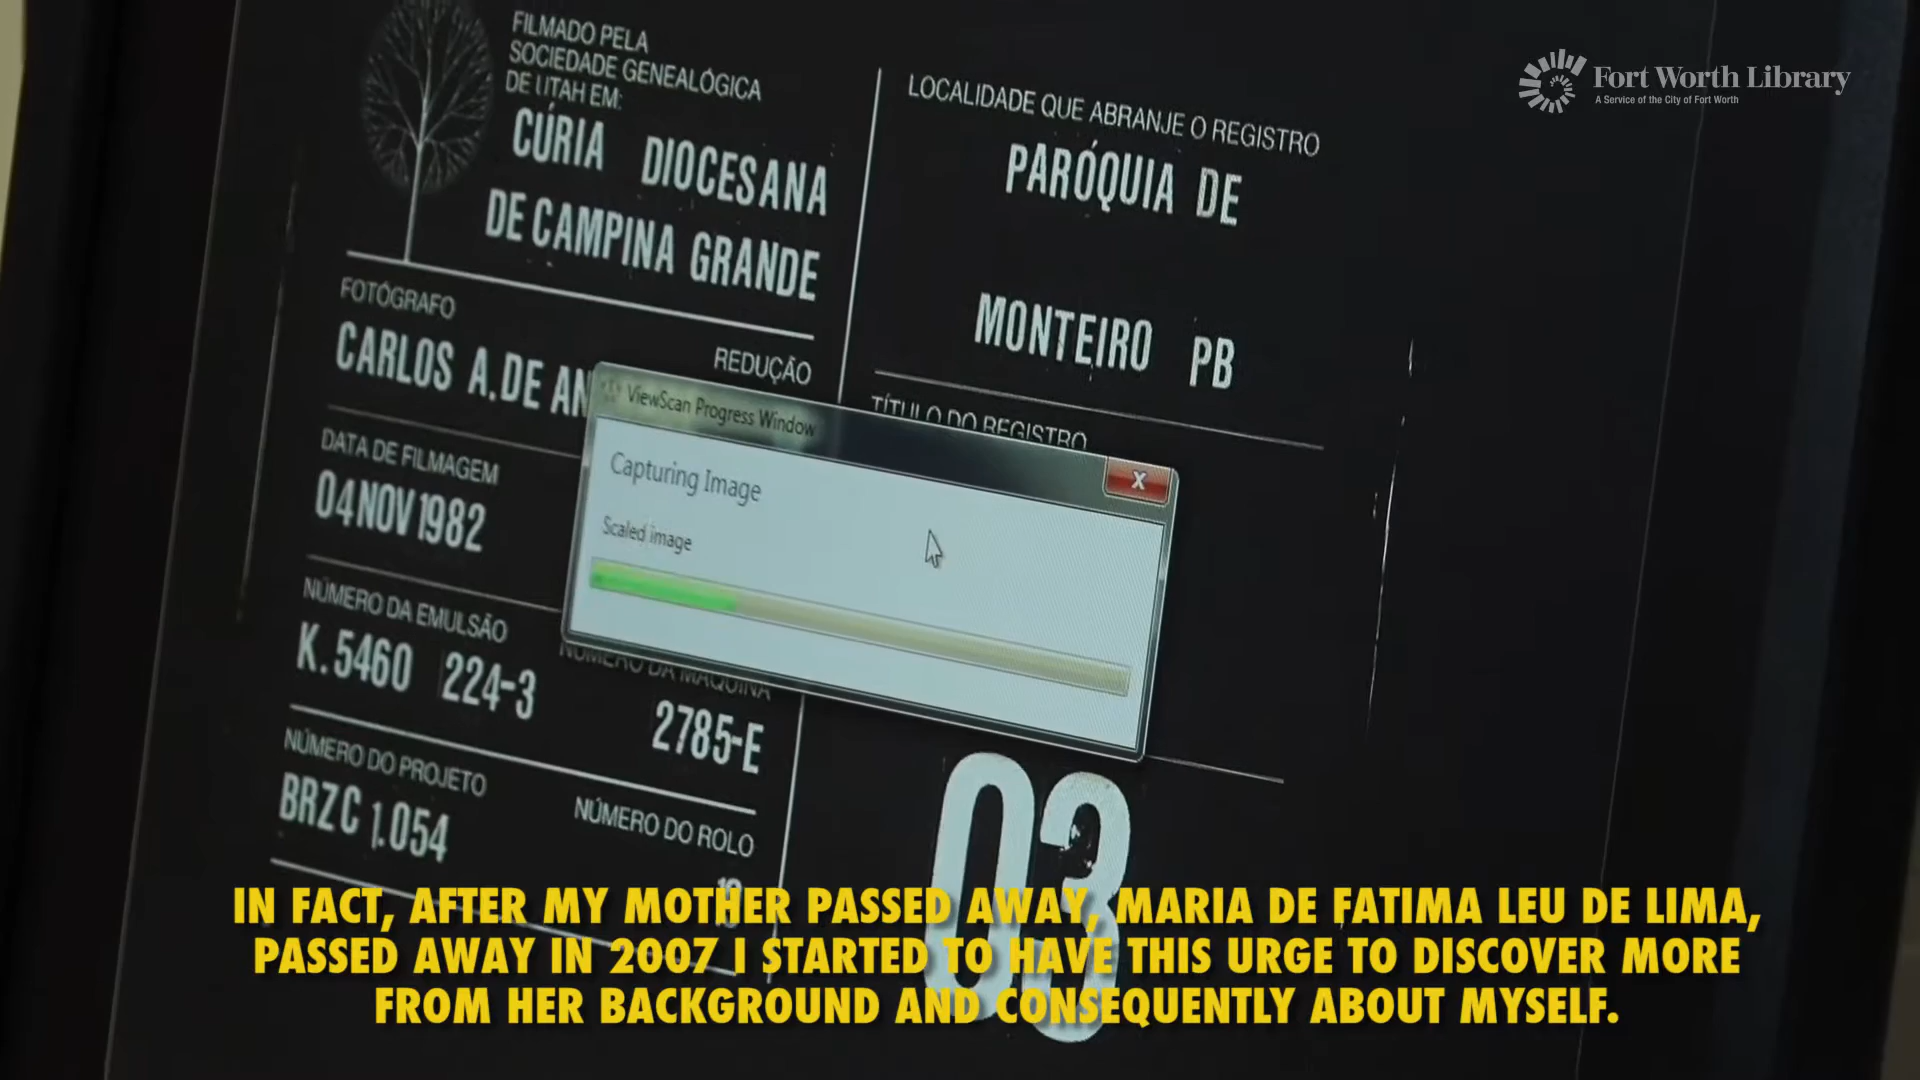 FILMADO PELA
SOCIEDADE GENEALÓGICA
DE UTAH EM:
CÚRIA DIOCESANA
DE CAMPINA GRANDE
FOTÓGRAFO
CARLOS A. DE
REDUÇÃO
DATA DE FILMAGEM
04 NOV 1982
NÚMERO DA EMULSÃO
K. 5460 224-3
NÚMERO DA MÁQUINA
2785-E
NÚMERO DO PROJETO
BRZC 1.054
NÚMERO DO ROLO
LOCALIDADE QUE ABRANJE O REGISTRO
PARÓQUIA DE
MONTEIRO PB
TÍTULO DO REGISTRO
03
ViewScan Progress Window
X
Capturing Image
Scaled image
Fort Worth Library
A Service of the City of Fort Worth
IN FACT, AFTER MY MOTHER PASSED AWAY, MARIA DE FATIMA LEU DE LIMA,
PASSED AWAY IN 2007 I STARTED TO HAVE THIS URGE TO DISCOVER MORE
FROM HER BACKGROUND AND CONSEQUENTLY ABOUT MYSELF.